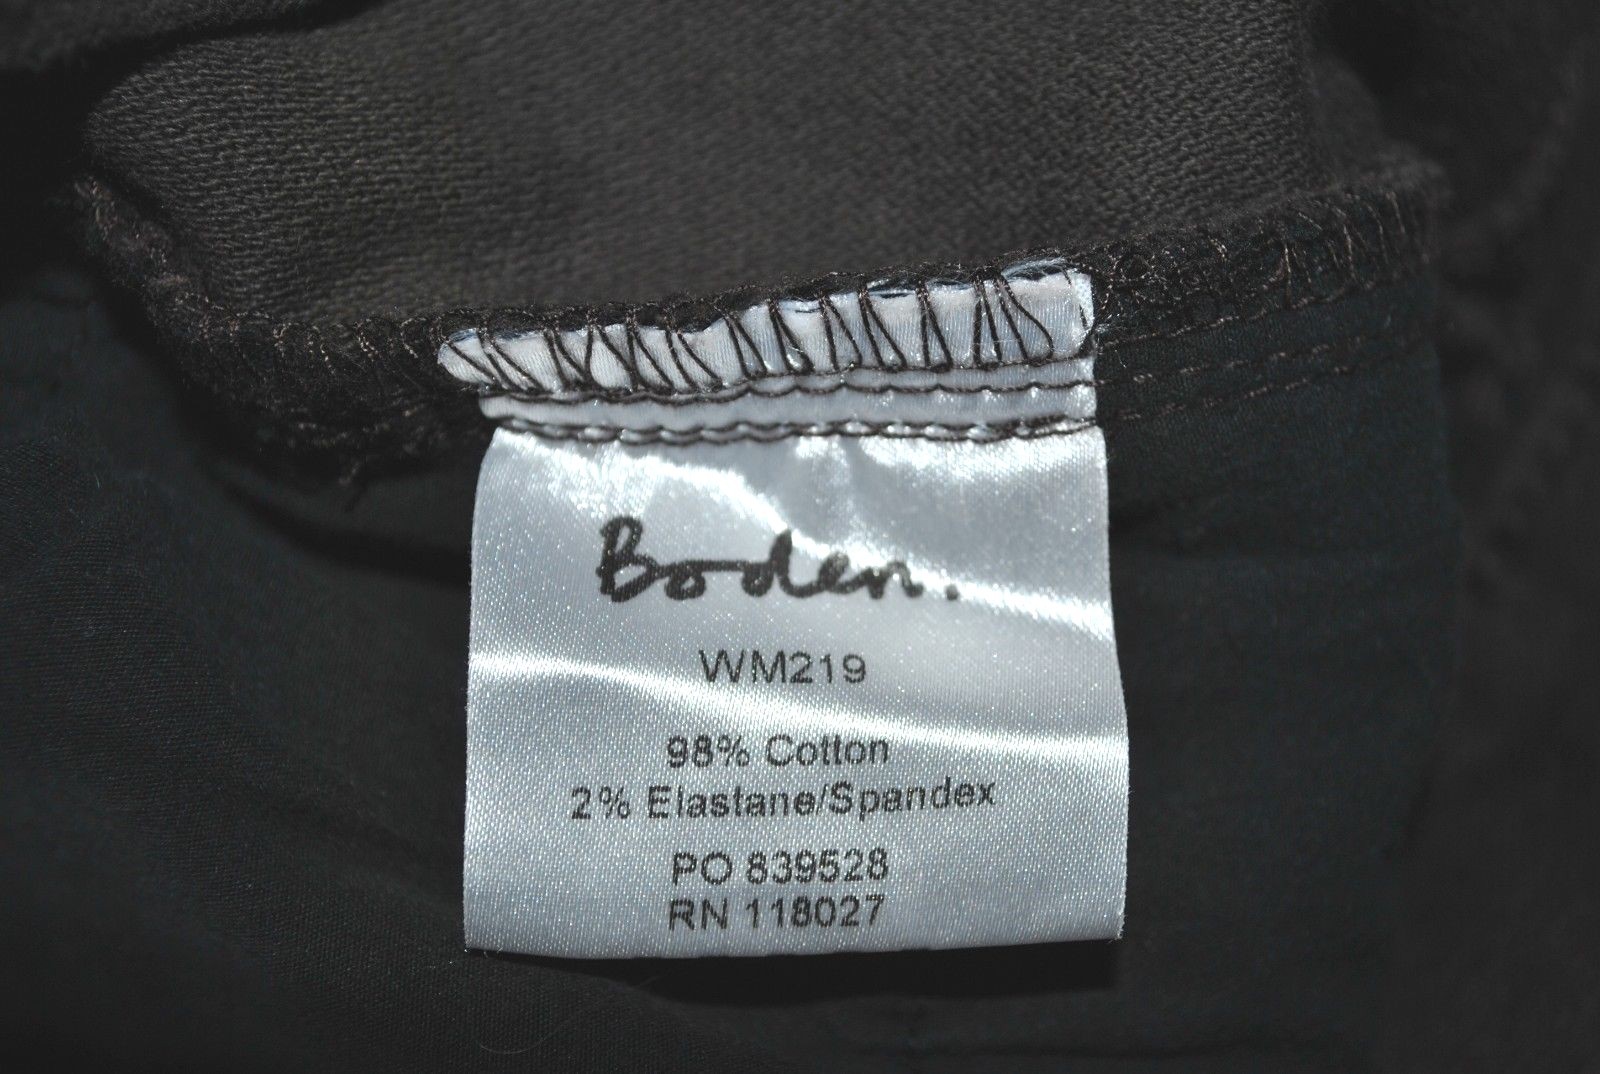 Boden.
WM219
98% Cotton
2% Elastane/Spandex
PO 839528
RN 118027